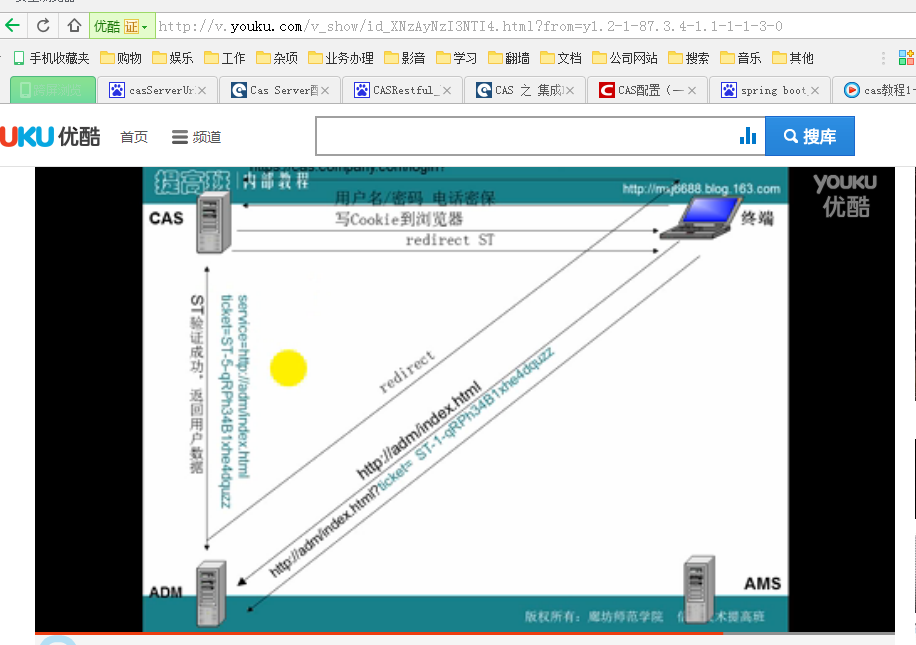 优酷 证 http://v.youku.com/v_show/id_XNzAyNzI3NTI4.html?from=y1.2-1-87.3.4-1.1-1-1-3-0
手机收藏夹 购物 娱乐 工作 杂项 业务办理 影音 学习 翻墙 文档 公司网站 搜索 音乐 其他
casServerUr Cas Server配 CASRestful_ CAS 之 集成 CAS配置（一 spring boot cas教程1-
UKU 优酷 首页 频道 搜库
https://cas.company.com/login?
提高班 内部教程
http://mxj6688.blog.163.com
YOUKU
优酷
用户名/密码 电话密保
CAS
写Cookie到浏览器
终端
redirect ST
service=http://adm/index.html
ticket=ST-5-qRPh34B1xhe4dquzz
ST验证成功，返回用户数据
redirect
http://adm/index.html
http://adm/index.html?ticket= ST-1-qRPh34B1xhe4dquzz
ADM
AMS
版权所有：廊坊师范学院 信 技术提高班